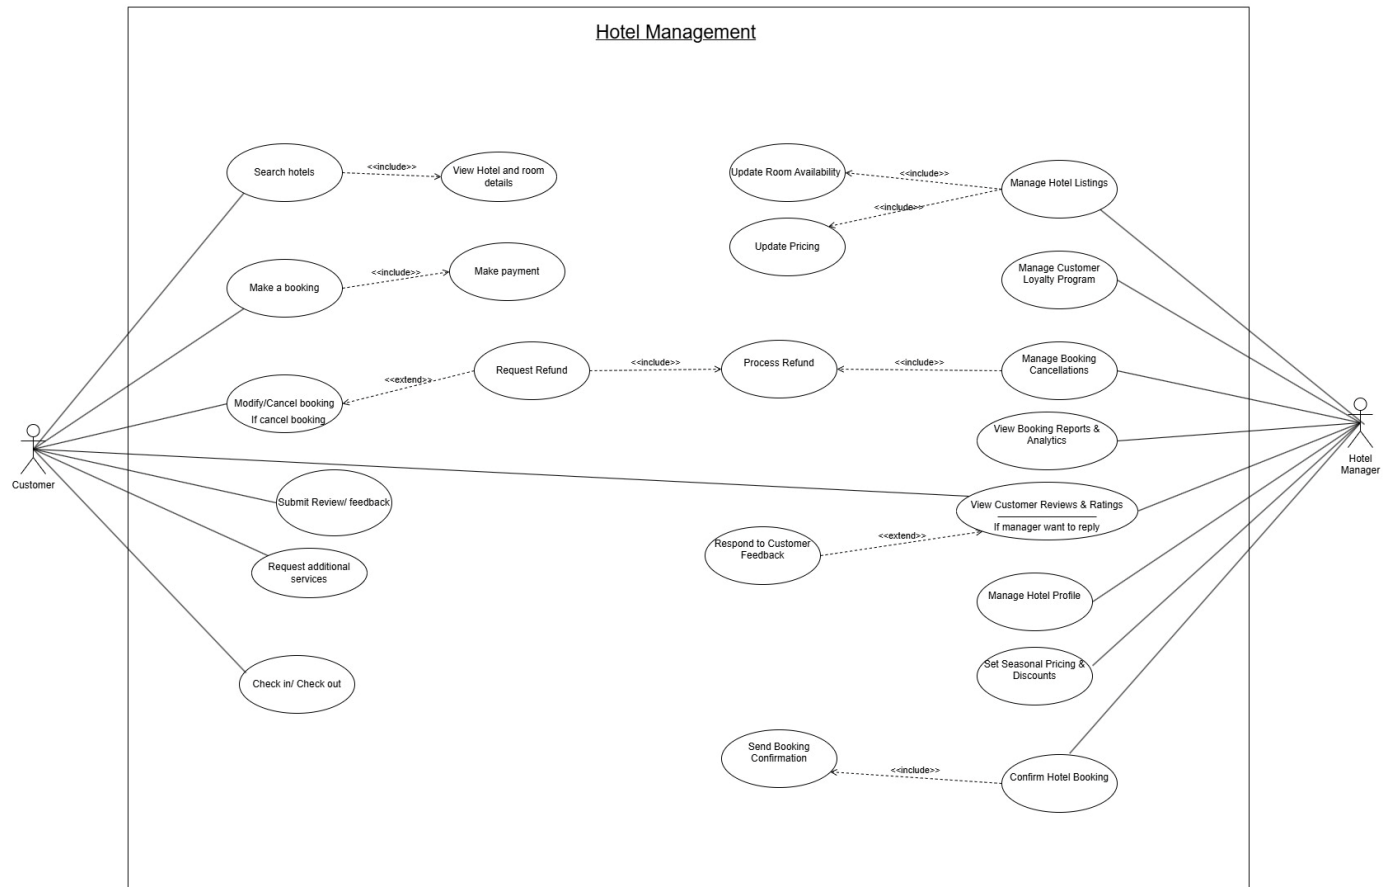 Hotel Management
Search hotels
<<include>>
View Hotel and room
details
Update Room Availability
<<include>>
<<include>>
Manage Hotel Listings
Update Pricing
Make a booking
<<include>>
Make payment
Manage Customer
Loyalty Program
Modify/Cancel booking
If cancel booking
<<extend>>
Request Refund
<<include>>
Process Refund
<<include>>
Manage Booking
Cancellations
View Booking Reports &
Analytics
Customer
Hotel
Manager
Submit Review/ feedback
View Customer Reviews & Ratings
If manager want to reply
<<extend>>
Respond to Customer
Feedback
Request additional
services
Manage Hotel Profile
Check in/ Check out
Set Seasonal Pricing &
Discounts
Send Booking
Confirmation
<<include>>
Confirm Hotel Booking